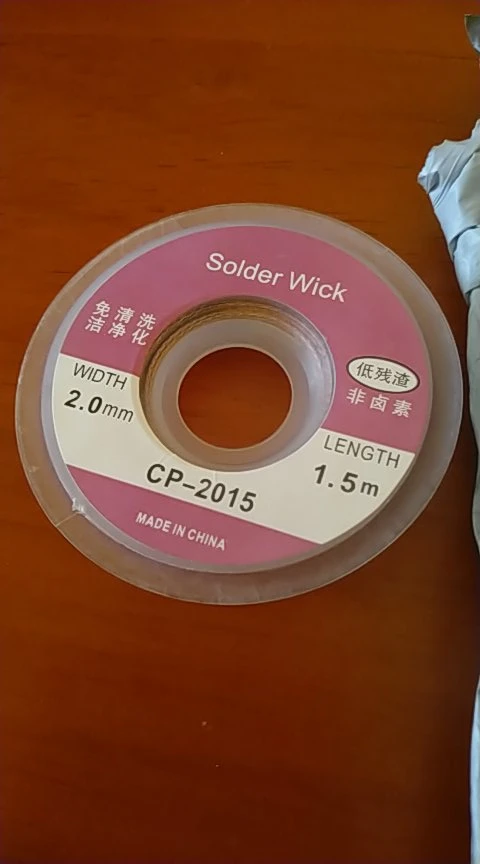 Solder Wick
免清洗
洁净化
低残渣
非卤素
WIDTH
2.0mm
LENGTH
1.5m
CP-2015
MADE IN CHINA